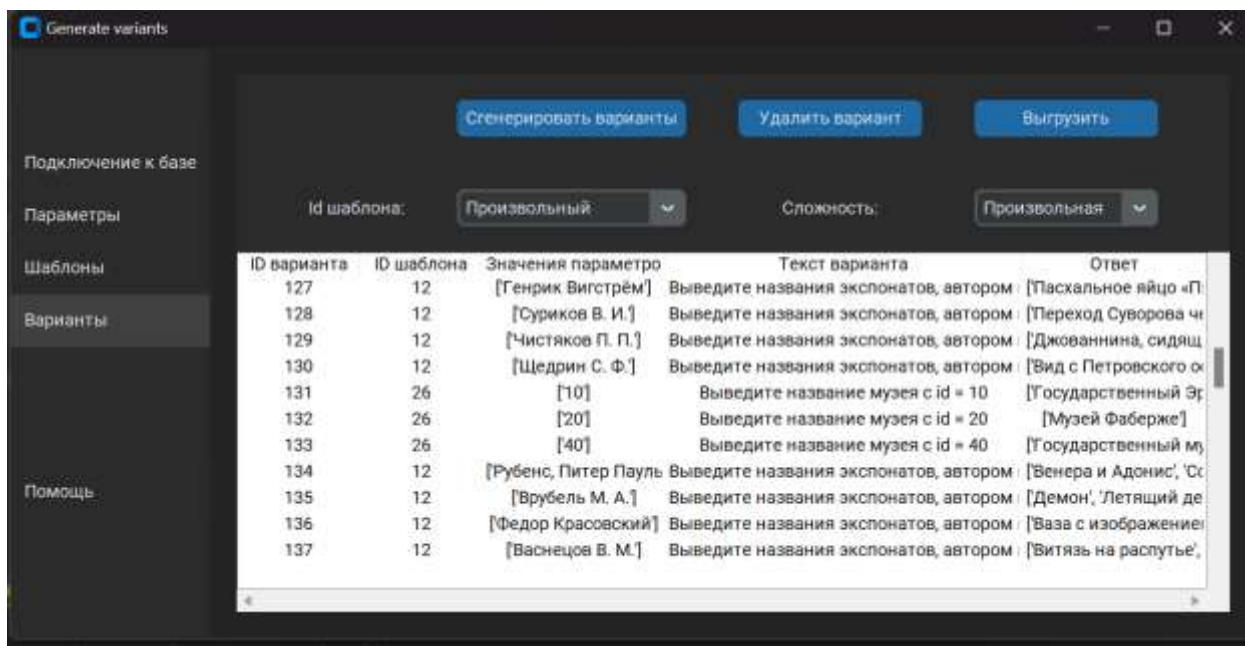 Generate variants
Сгенерировать варианты Удалить вариант Выгрузить
Подключение к базе
Id шаблона: Произвольный Сложность: Произвольная
Параметры
Шаблоны
Варианты
Помощь
ID варианта ID шаблона Значения параметро Текст варианта Ответ
127 12 ['Генрик Вигстрём'] Выведите названия экспонатов, автором ['Пасхальное яйцо «П
128 12 ['Суриков В. И.'] Выведите названия экспонатов, автором ['Переход Суворова че
129 12 ['Чистяков П. П.'] Выведите названия экспонатов, автором ['Джованнина, сидящ
130 12 ['Щедрин С. Ф.'] Выведите названия экспонатов, автором ['Вид с Петровского о
131 26 ['10'] Выведите название музея с id = 10 ['Государственный Эр
132 26 ['20'] Выведите название музея с id = 20 ['Музей Фаберже']
133 26 ['40'] Выведите название музея с id = 40 ['Государственный му
134 12 ['Рубенс, Питер Пауль Выведите названия экспонатов, автором ['Венера и Адонис', 'Со
135 12 ['Врубель М. А.'] Выведите названия экспонатов, автором ['Демон', 'Летящий де
136 12 ['Федор Красовский'] Выведите названия экспонатов, автором ['Ваза с изображение
137 12 ['Васнецов В. М.'] Выведите названия экспонатов, автором ['Витязь на распутье',